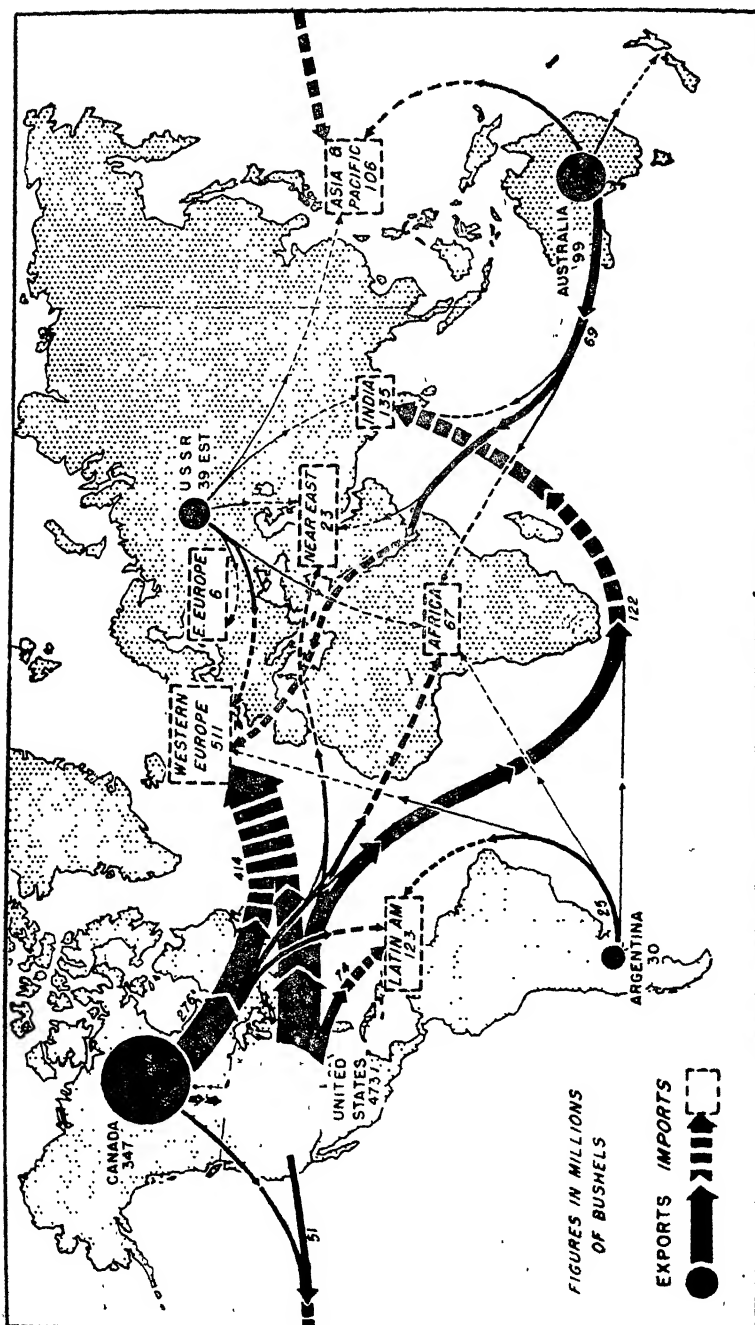 CANADA
347
276
414
UNITED
STATES
473
51
74
LATIN AM
123
25
ARGENTINA
30
WESTERN
EUROPE
511
E. EUROPE
6
USSR
39 EST
NEAR EAST
23
AFRICA
67
INDIA
135
122
ASIA &
PACIFIC
106
AUSTRALIA
99
69
FIGURES IN MILLIONS
OF BUSHELS
EXPORTS IMPORTS